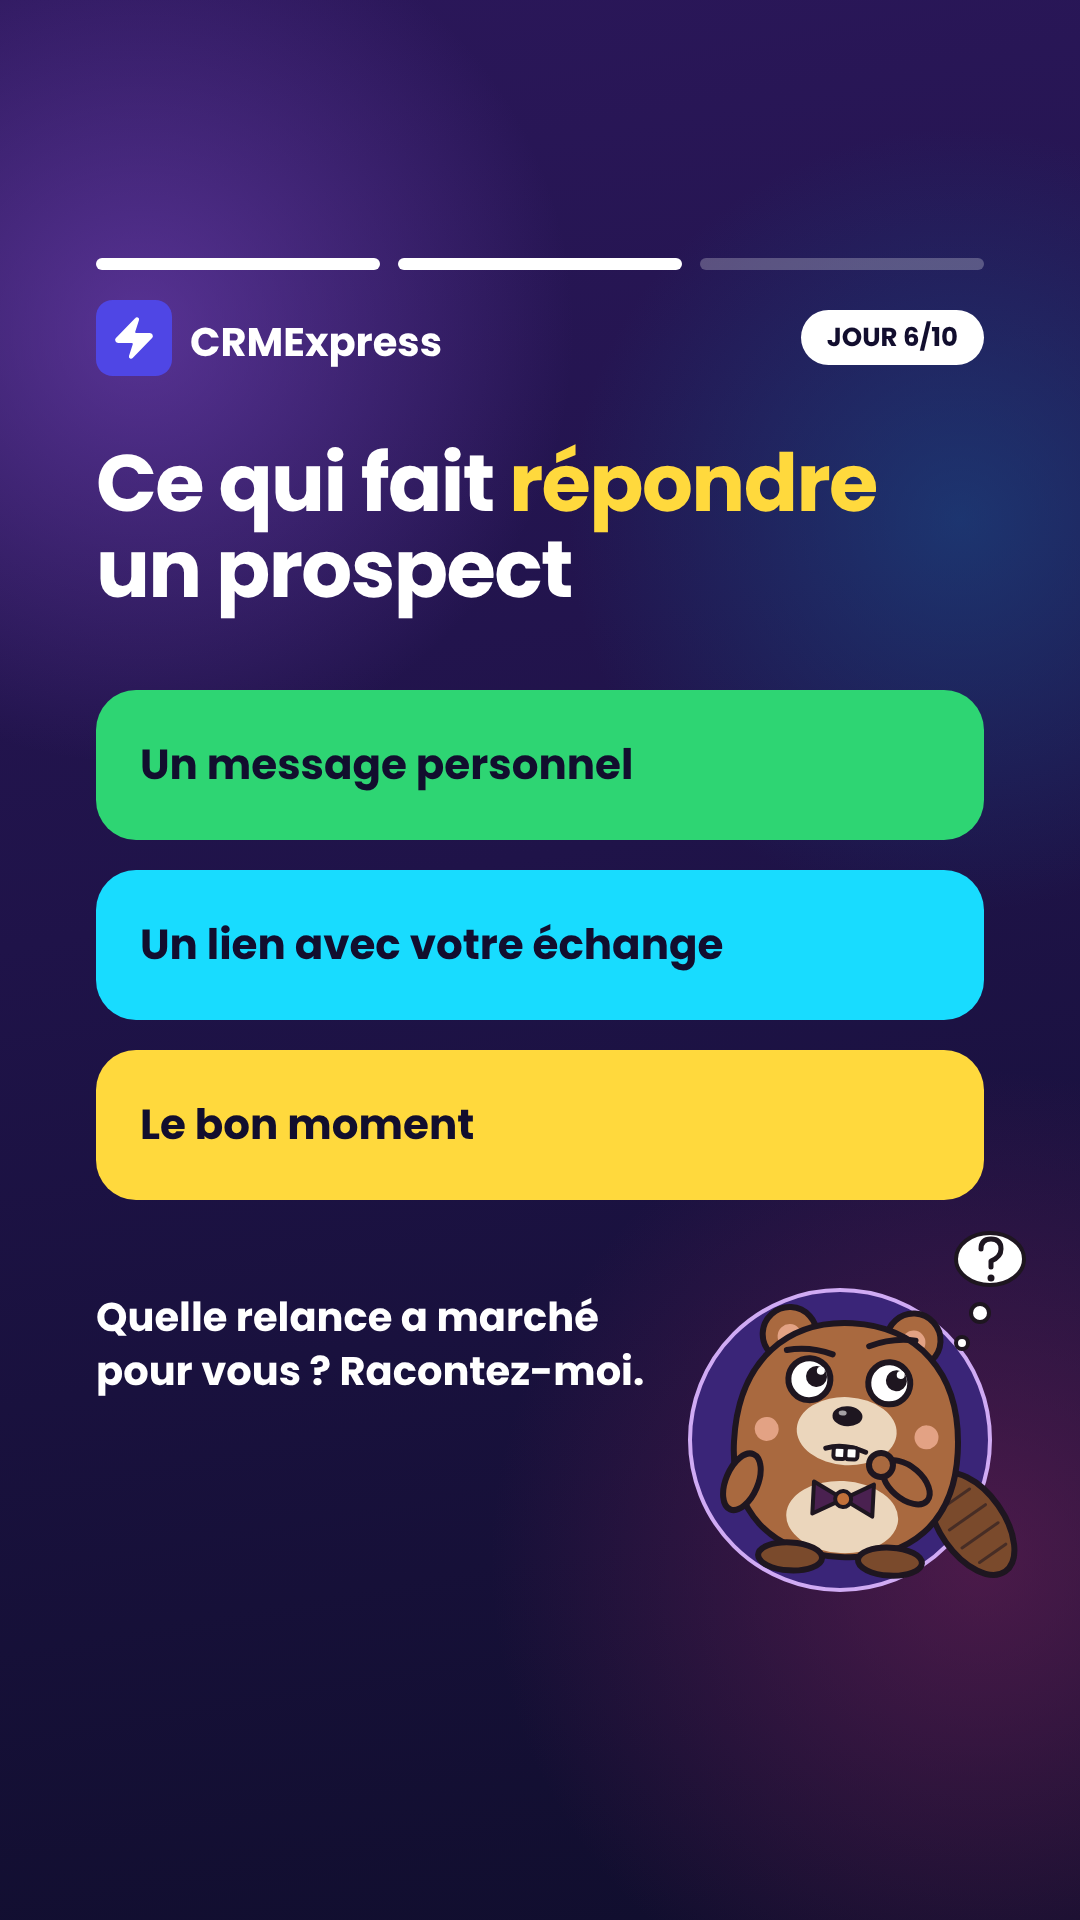 CRMExpress
JOUR 6/10
Ce qui fait répondre
un prospect
Un message personnel
Un lien avec votre échange
Le bon moment
?
Quelle relance a marché
pour vous ? Racontez-moi.